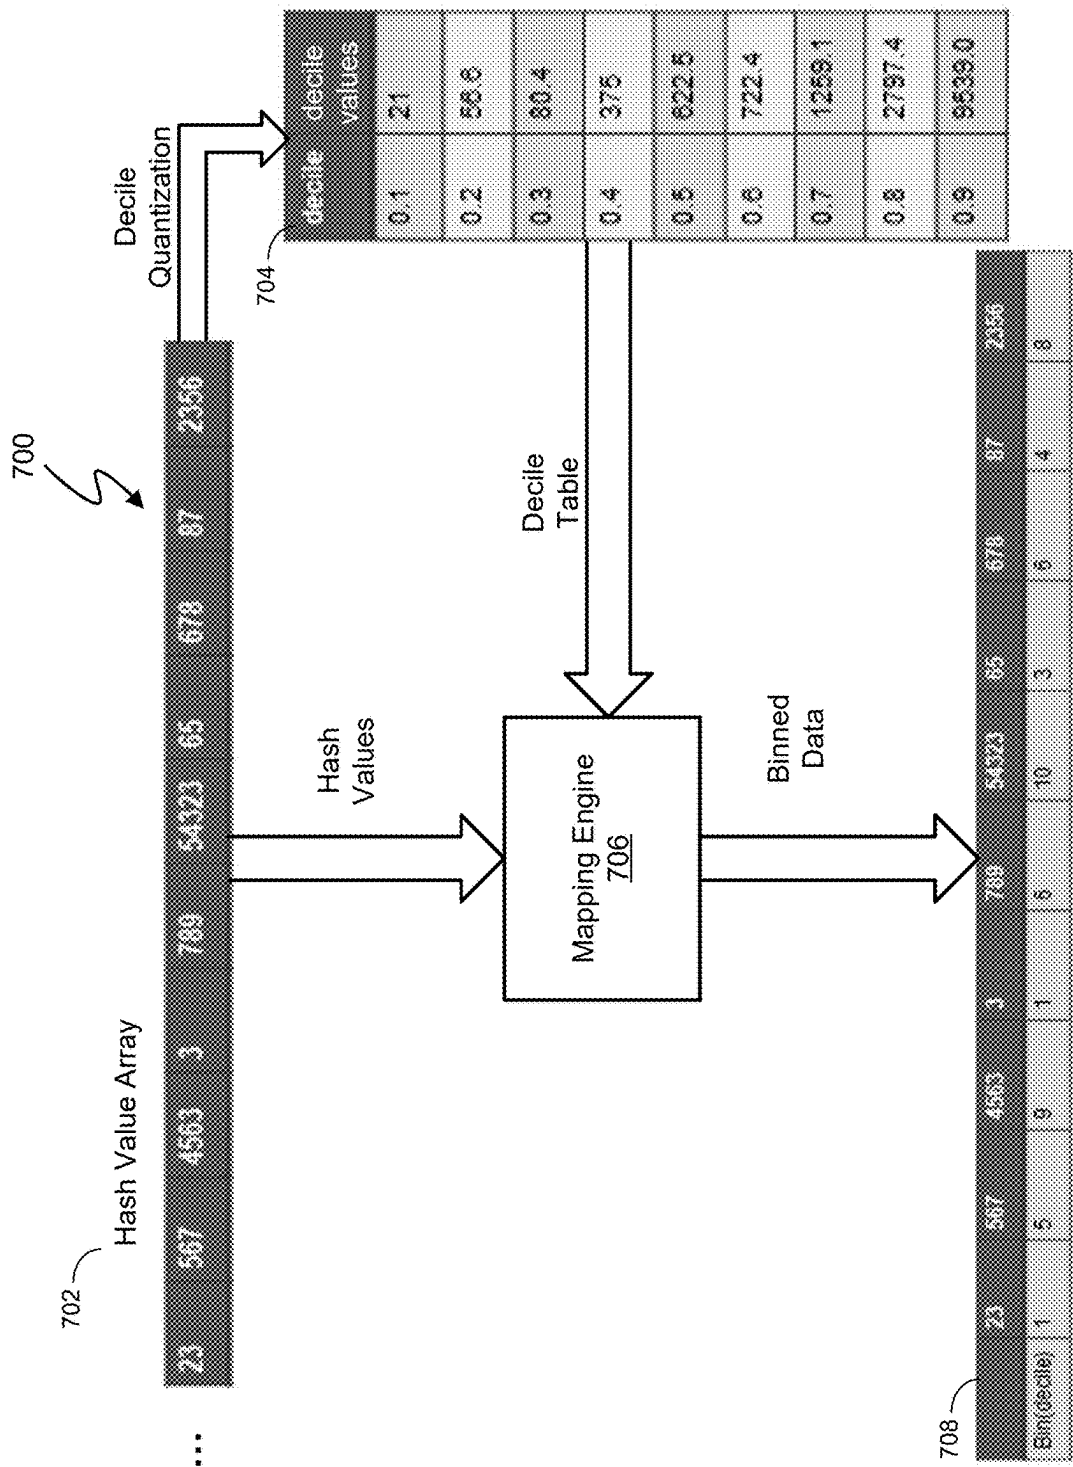 700
702
Hash Value Array
... 23 567 4563 3 789 54323 65 678 87 2356
Decile
Quantization
704
decile decile values
0.1 21
0.2 56.6
0.3 80.4
0.4 375
0.5 622.5
0.6 722.4
0.7 1259.1
0.8 2797.4
0.9 9539.0
Hash
Values
Decile
Table
Mapping Engine
706
Binned
Data
708
23 567 4563 3 789 54323 65 678 87 2356
Bin(decile) 1 5 9 1 6 10 3 6 4 8